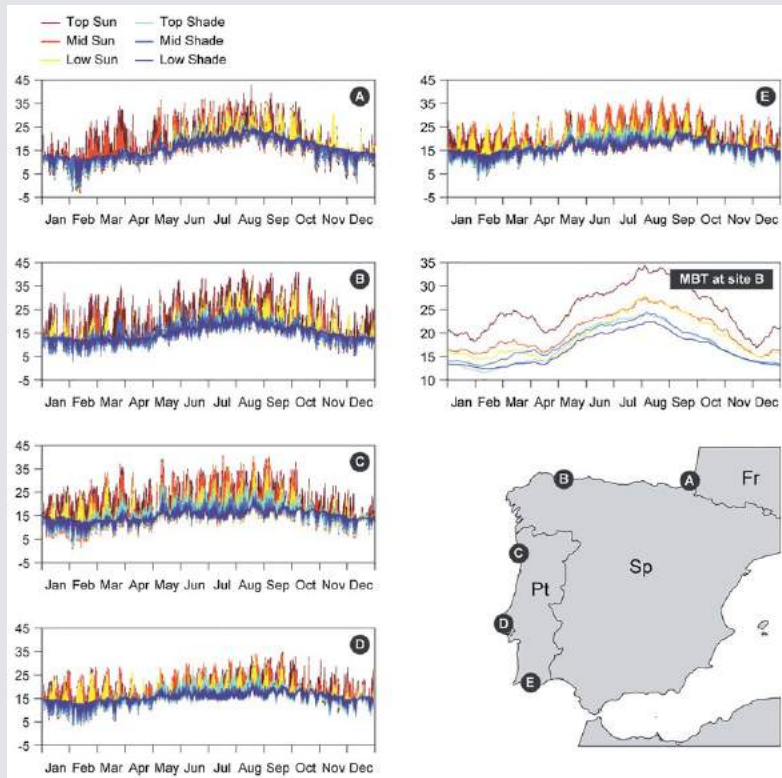 Top Sun Top Shade
Mid Sun Mid Shade
Low Sun Low Shade
45
35
25
15
5
-5
A
Jan Feb Mar Apr May Jun Jul Aug Sep Oct Nov Dec
45
35
25
15
5
-5
B
Jan Feb Mar Apr May Jun Jul Aug Sep Oct Nov Dec
45
35
25
15
5
-5
C
Jan Feb Mar Apr May Jun Jul Aug Sep Oct Nov Dec
45
35
25
15
5
-5
D
Jan Feb Mar Apr May Jun Jul Aug Sep Oct Nov Dec
45
35
25
15
5
-5
E
Jan Feb Mar Apr May Jun Jul Aug Sep Oct Nov Dec
35
30
25
20
15
10
MBT at site B
Jan Feb Mar Apr May Jun Jul Aug Sep Oct Nov Dec
B A Fr
C
Pt Sp
D
E